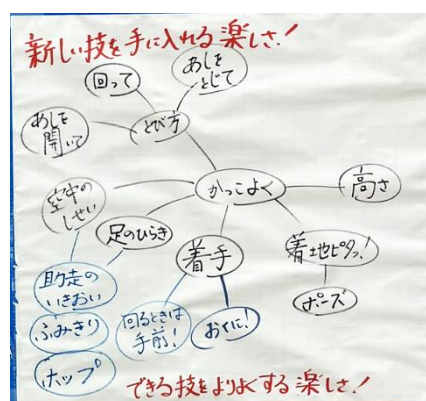 新しい技を手に入れる楽しさ！
あしを
とじて
回って
とび方
あしを
開いて
かっこよく
高さ
空中の
しせい
足のひらき
着手
着地ピタッ！
ポーズ
助走の
いきおい
ふみきり
ホップ
回るときは
手前！
おくに！
できる技をよりよくする楽しさ！